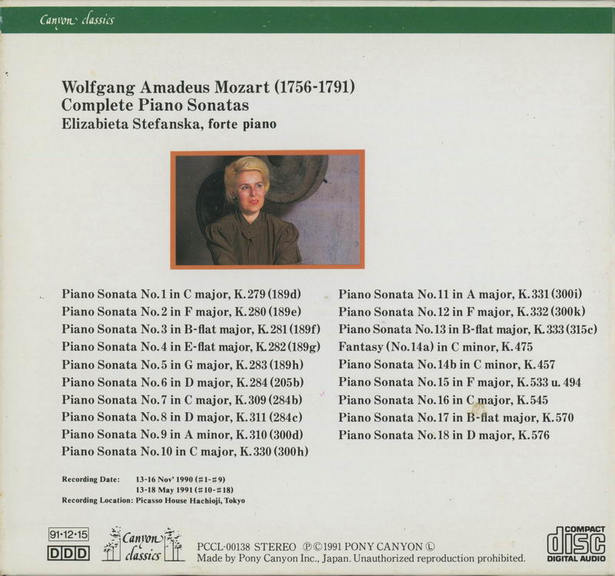 Canyon classics
Wolfgang Amadeus Mozart (1756-1791)
Complete Piano Sonatas
Elizabieta Stefanska, forte piano
Piano Sonata No.1 in C major, K.279 (189d)
Piano Sonata No.2 in F major, K.280 (189e)
Piano Sonata No.3 in B-flat major, K.281 (189f)
Piano Sonata No.4 in E-flat major, K.282 (189g)
Piano Sonata No.5 in G major, K.283 (189h)
Piano Sonata No.6 in D major, K.284 (205b)
Piano Sonata No.7 in C major, K.309 (284b)
Piano Sonata No.8 in D major, K.311 (284c)
Piano Sonata No.9 in A minor, K.310 (300d)
Piano Sonata No.10 in C major, K.330 (300h)
Piano Sonata No.11 in A major, K.331 (300i)
Piano Sonata No.12 in F major, K.332 (300k)
Piano Sonata No.13 in B-flat major, K.333 (315c)
Fantasy (No.14a) in C minor, K.475
Piano Sonata No.14b in C minor, K.457
Piano Sonata No.15 in F major, K.533 u. 494
Piano Sonata No.16 in C major, K.545
Piano Sonata No.17 in B-flat major, K.570
Piano Sonata No.18 in D major, K.576
Recording Date: 13-16 Nov' 1990 (♯1-♯9)
13-18 May 1991 (♯10-♯18)
Recording Location: Picasso House Hachioji, Tokyo
91·12·15
DDD
Canyon
classics
PCCL-00138 STEREO ⓅⒸ1991 PONY CANYON Ⓛ
Made by Pony Canyon Inc., Japan. Unauthorized reproduction prohibited.
COMPACT
disc
DIGITAL AUDIO